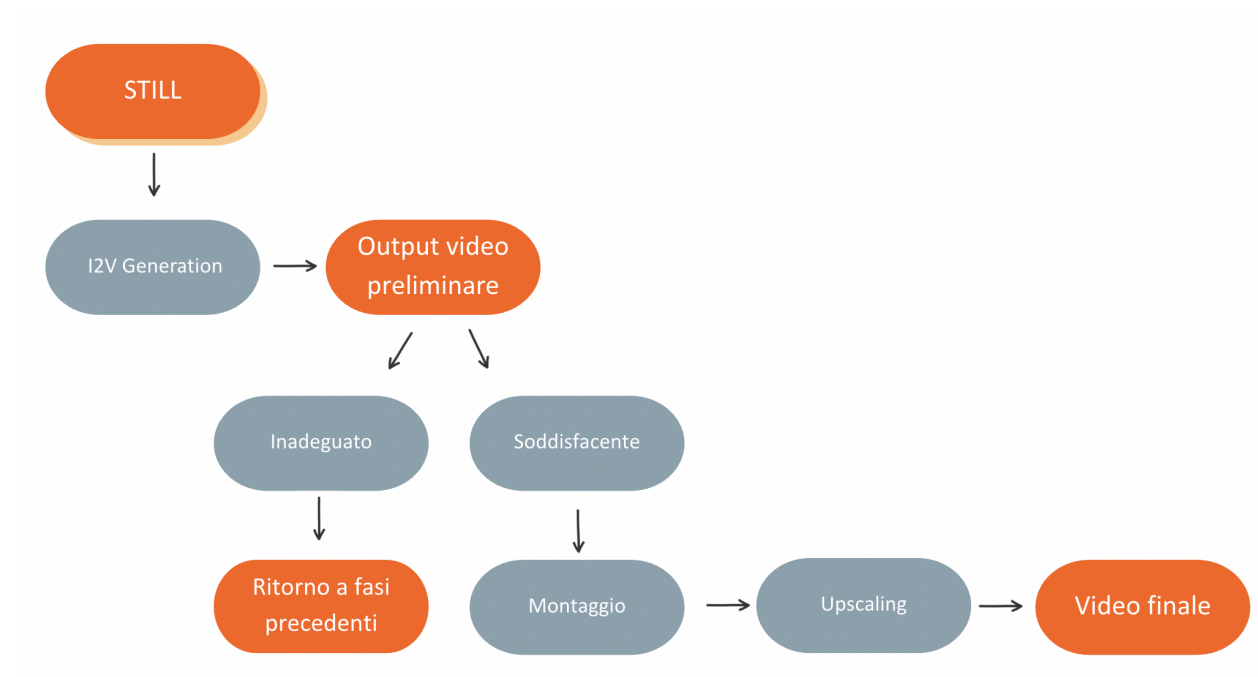 STILL
I2V Generation
Output video
preliminare
Inadeguato
Soddisfacente
Ritorno a fasi
precedenti
Montaggio
Upscaling
Video finale